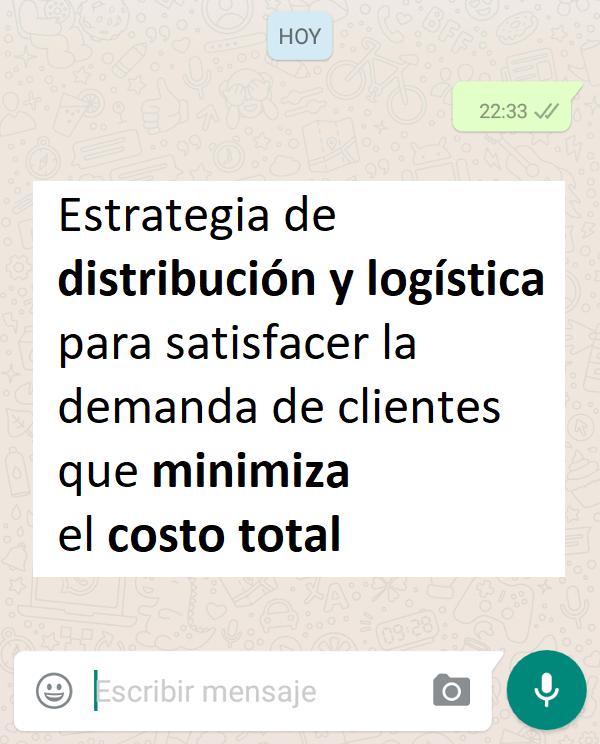 HOY
22:33
Estrategia de
distribución y logística
para satisfacer la
demanda de clientes
que minimiza
el costo total
Escribir mensaje